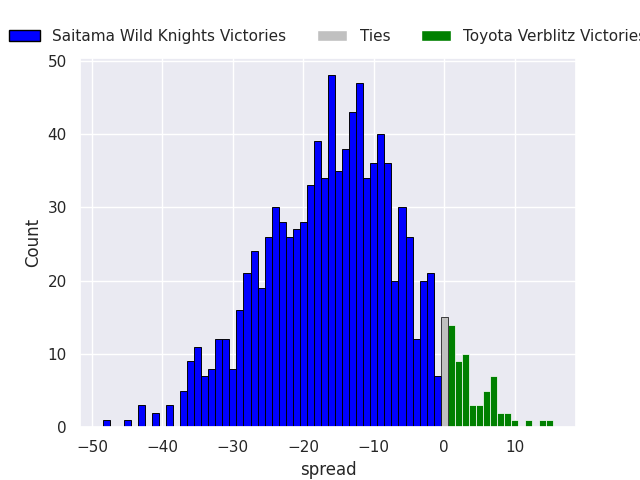 Saitama Wild Knights Victories Ties Toyota Verblitz Victories
50
40
30
20
10
0
Count
−50 −40 −30 −20 −10 0 10
spread